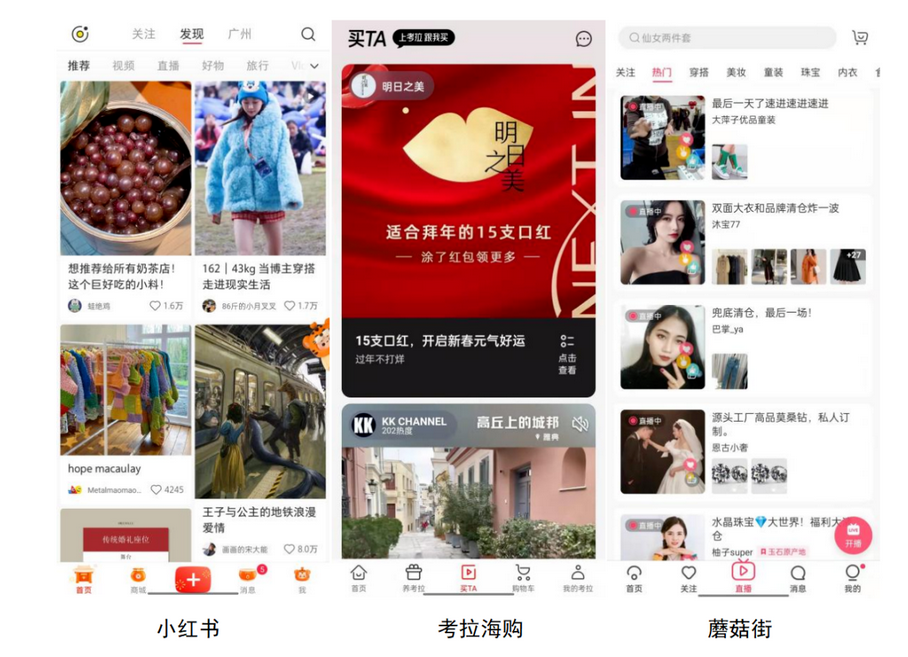 关注 发现 广州
推荐 视频 直播 好物 旅行
想推荐给所有奶茶店！
这个巨好吃的小料！
蛙绝鸡 1.6万
162｜43kg 当博主穿搭
走进现实生活
86斤的小月叉叉 1.7万
hope macaulay
Metalmaomao... 4245
王子与公主的地铁浪漫
爱情
画画的宋大能 8.0万
传统婚礼座位
简介
首页 商城 消息 5 我
小红书
买TA 上考拉 跟我买
明日之美
明日之美
NEXT IN
适合拜年的15支口红
涂了红包领更多
15支口红，开启新春元气好运
过年不打烊
点击
查看
KK KK CHANNEL
202热度
高丘上的城邦
雅典
首页 养考拉 买TA 购物车 我的考拉
考拉海购
仙女两件套
关注 热门 穿搭 美妆 童装 珠宝 内衣
直播中
最后一天了速进速进速进
大萍子优品童装
直播中
双面大衣和品牌清仓炸一波
沐宝77
+27
直播中
兜底清仓，最后一场！
巴掌_ya
直播中
源头工厂高品莫桑钻，私人订
制。
恩古小奢
直播中
水晶珠宝💎大世界！福利大
仓
柚子super 玉石原产地
LIVE
开播
首页 关注 直播 消息 我的
蘑菇街